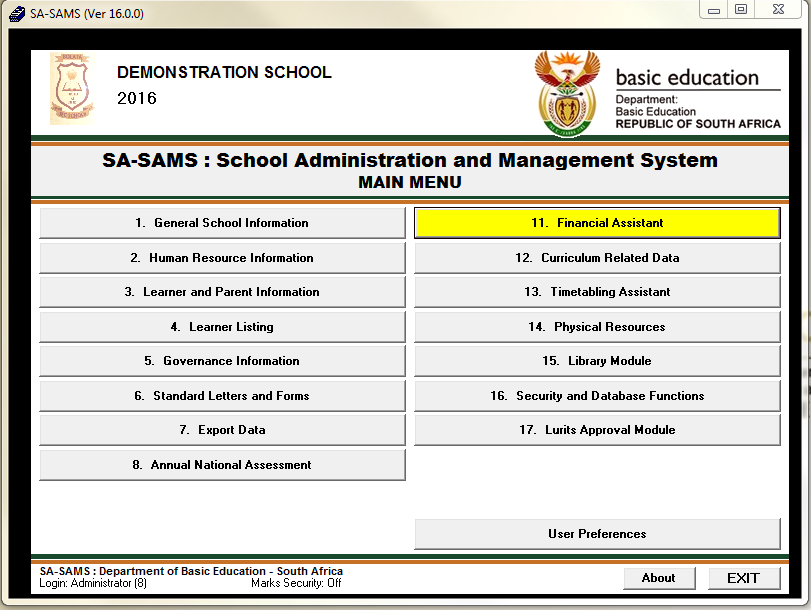 SA-SAMS (Ver 16.0.0)
DEMONSTRATION SCHOOL
2016
basic education
Department:
Basic Education
REPUBLIC OF SOUTH AFRICA
SA-SAMS : School Administration and Management System
MAIN MENU
1. General School Information
2. Human Resource Information
3. Learner and Parent Information
4. Learner Listing
5. Governance Information
6. Standard Letters and Forms
7. Export Data
8. Annual National Assessment
11. Financial Assistant
12. Curriculum Related Data
13. Timetabling Assistant
14. Physical Resources
15. Library Module
16. Security and Database Functions
17. Lurits Approval Module
User Preferences
SA-SAMS : Department of Basic Education - South Africa
Login: Administrator (8) Marks Security: Off
About
EXIT